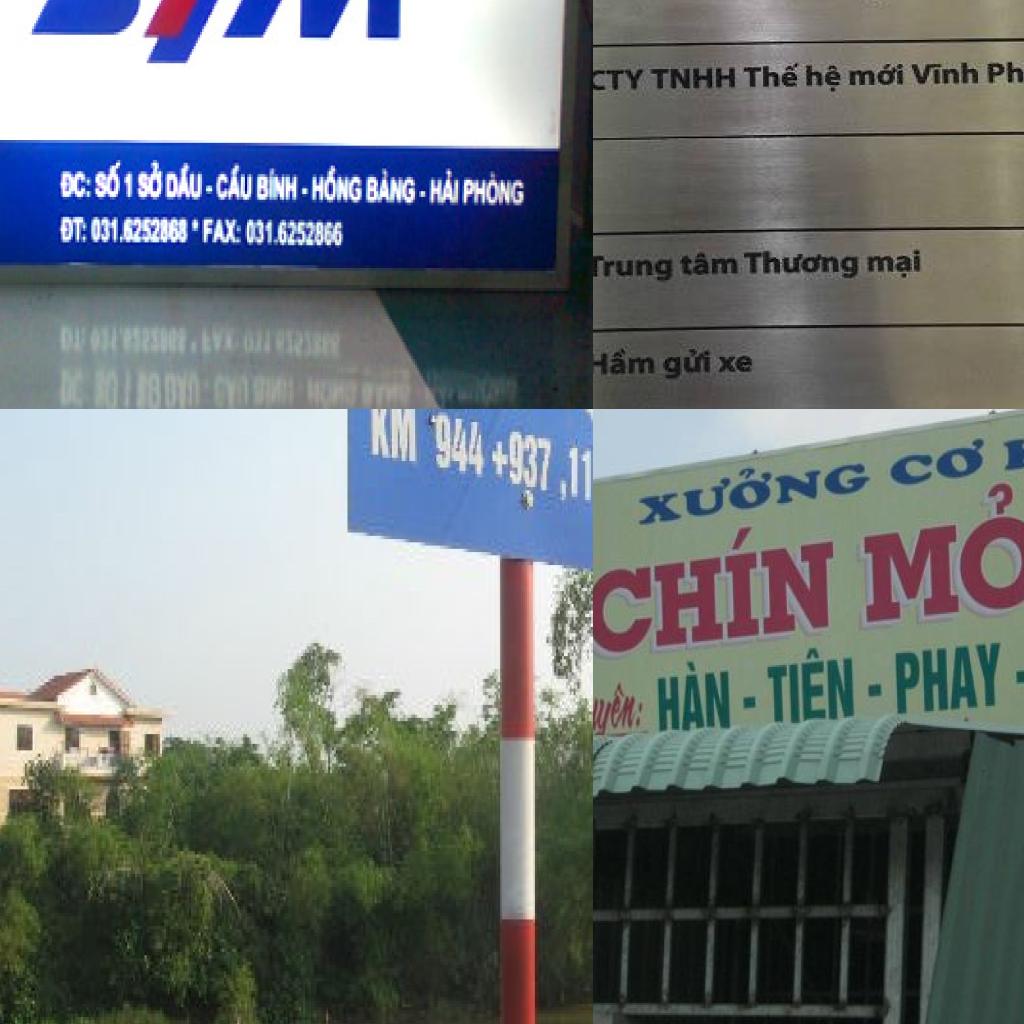 ĐC: SỐ 1 SỞ DẦU - CẦU BÍNH - HỒNG BÀNG - HẢI PHÒNG
ĐT: 031.6252868 * FAX: 031.6252866
CTY TNHH Thế hệ mới Vĩnh Ph
Trung tâm Thương mại
Hầm gửi xe
KM 944 +937 ,11
XƯỞNG CƠ
CHÍN MỎ
uyên: HÀN - TIỆN - PHAY -